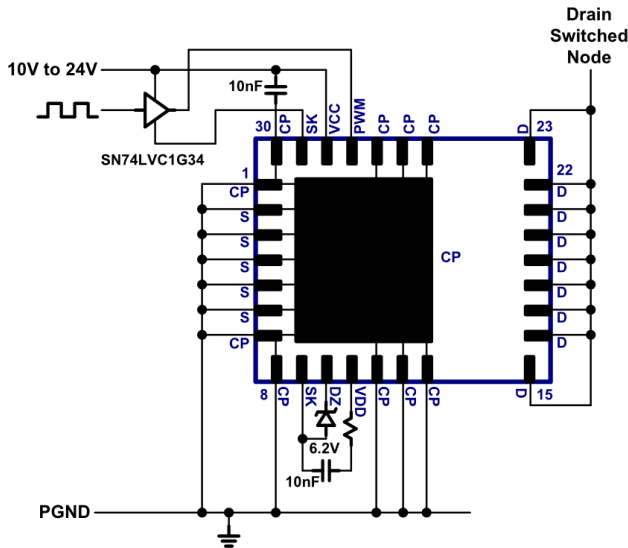 Drain
Switched
Node
10V to 24V
10nF
SN74LVC1G34
30
CP
SK
VCC
PWM
CP
CP
CP
D
23
1
CP
S
S
S
S
S
CP
22
D
D
D
D
D
D
D
CP
8
CP
SK
DZ
VDD
CP
CP
CP
D
15
6.2V
10nF
PGND